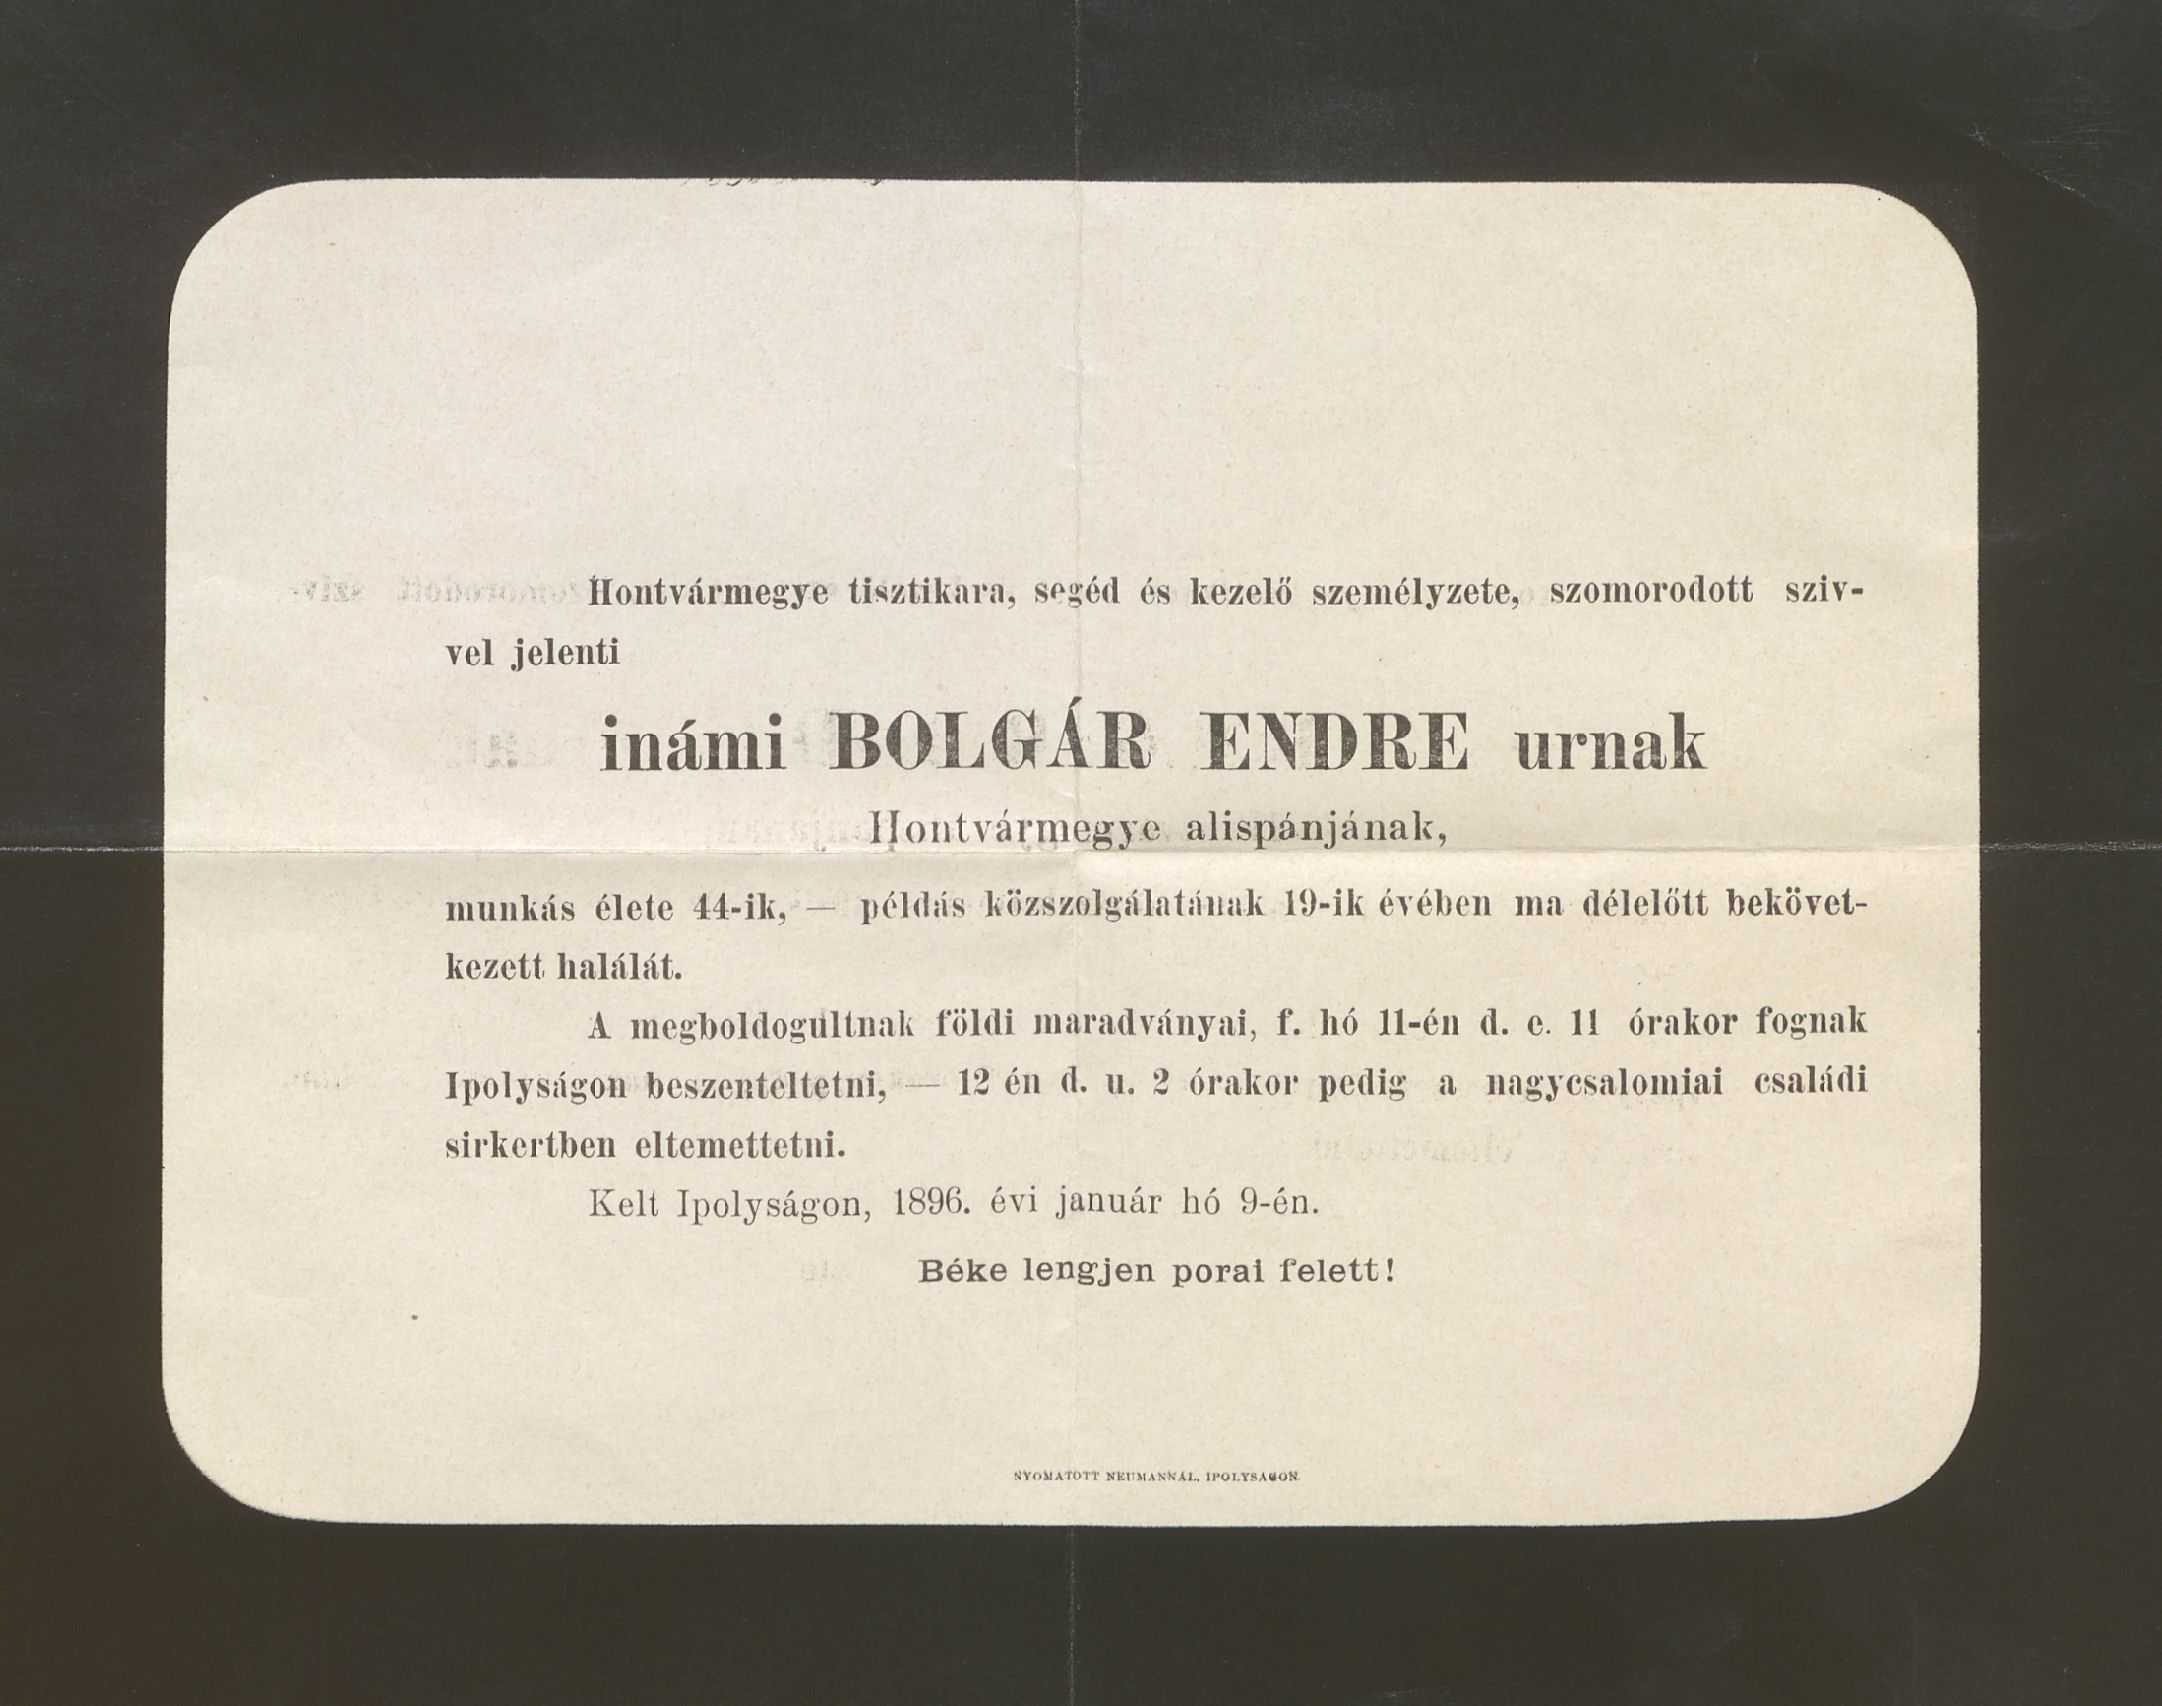 Hontvármegye tisztikara, segéd és kezelő személyzete, szomorodott sziv-
vel jelenti
inámi BOLGÁR ENDRE urnak
Hontvármegye alispánjának,
munkás élete 44-ik, — példás közszolgálatának 19-ik évében ma délelőtt bekövet-
kezett halálát.
A megboldogultnak földi maradványai, f. hó 11-én d. e. 11 órakor fognak
Ipolyságon beszenteltetni, — 12 én d. u. 2 órakor pedig a nagycsalomiai családi
sirkertben eltemettetni.
Kelt Ipolyságon, 1896. évi január hó 9-én.
Béke lengjen porai felett!
NYOMATOTT NEUMANNÁL, IPOLYSÁGON.